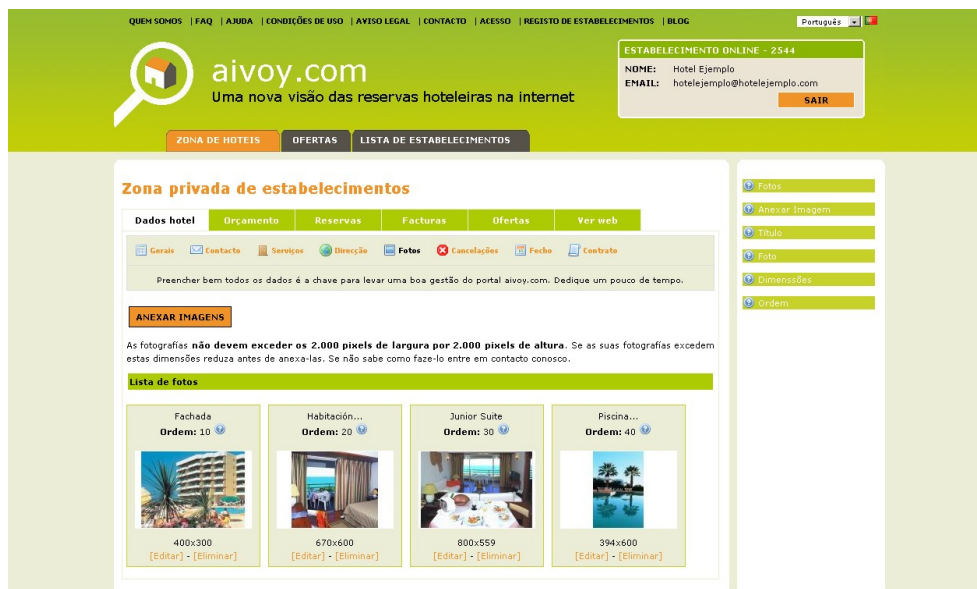 QUEM SOMOS | FAQ | AJUDA | CONDIÇÕES DE USO | AVISO LEGAL | CONTACTO | ACESSO | REGISTO DE ESTABELECIMENTOS | BLOG
Português
aivoy.com
Uma nova visão das reservas hoteleiras na internet
ESTABELECIMENTO ONLINE - 2544
NOME: Hotel Ejemplo
EMAIL: hotelejemplo@hotelejemplo.com
SAIR
ZONA DE HOTEIS OFERTAS LISTA DE ESTABELECIMENTOS
Zona privada de estabelecimentos
Dados hotel Orçamento Reservas Facturas Ofertas Ver web
Gerais Contacto Serviços Direcção Fotos Cancelações Fecho Contrato
Preencher bem todos os dados é a chave para levar uma boa gestão do portal aivoy.com. Dedique um pouco de tempo.
ANEXAR IMAGENS
As fotografias não devem exceder os 2.000 pixels de largura por 2.000 pixels de altura. Se as suas fotografías excedem
estas dimensões reduza antes de anexa-las. Se não sabe como faze-lo entre em contacto conosco.
Lista de fotos
Fachada
Ordem: 10
400x300
[Editar] - [Eliminar]
Habitación...
Ordem: 20
670x600
[Editar] - [Eliminar]
Junior Suite
Ordem: 30
800x559
[Editar] - [Eliminar]
Piscina...
Ordem: 40
394x600
[Editar] - [Eliminar]
Fotos
Anexar Imagem
Título
Foto
Dimenssões
Ordem